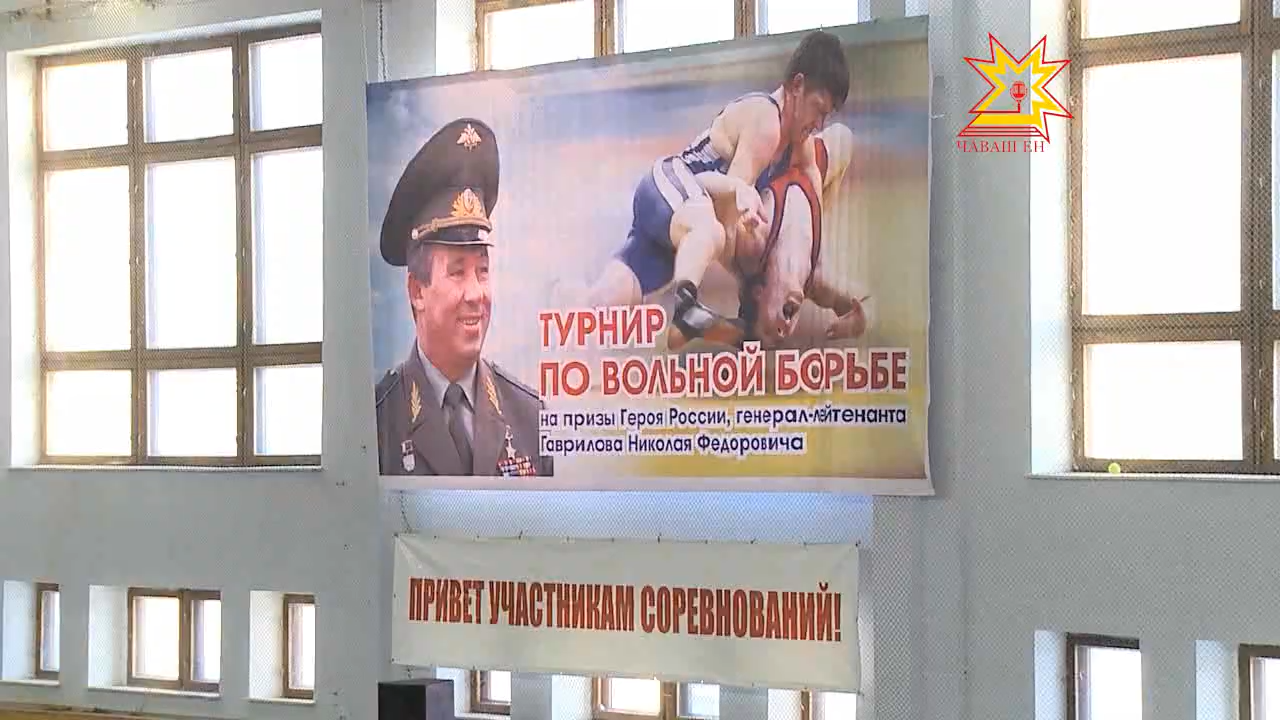 ЧАВАШ ЕН
ТУРНИР
ПО ВОЛЬНОЙ БОРЬБЕ
на призы Героя России, генерал-лейтенанта
Гаврилова Николая Федоровича
ПРИВЕТ УЧАСТНИКАМ СОРЕВНОВАНИЙ!